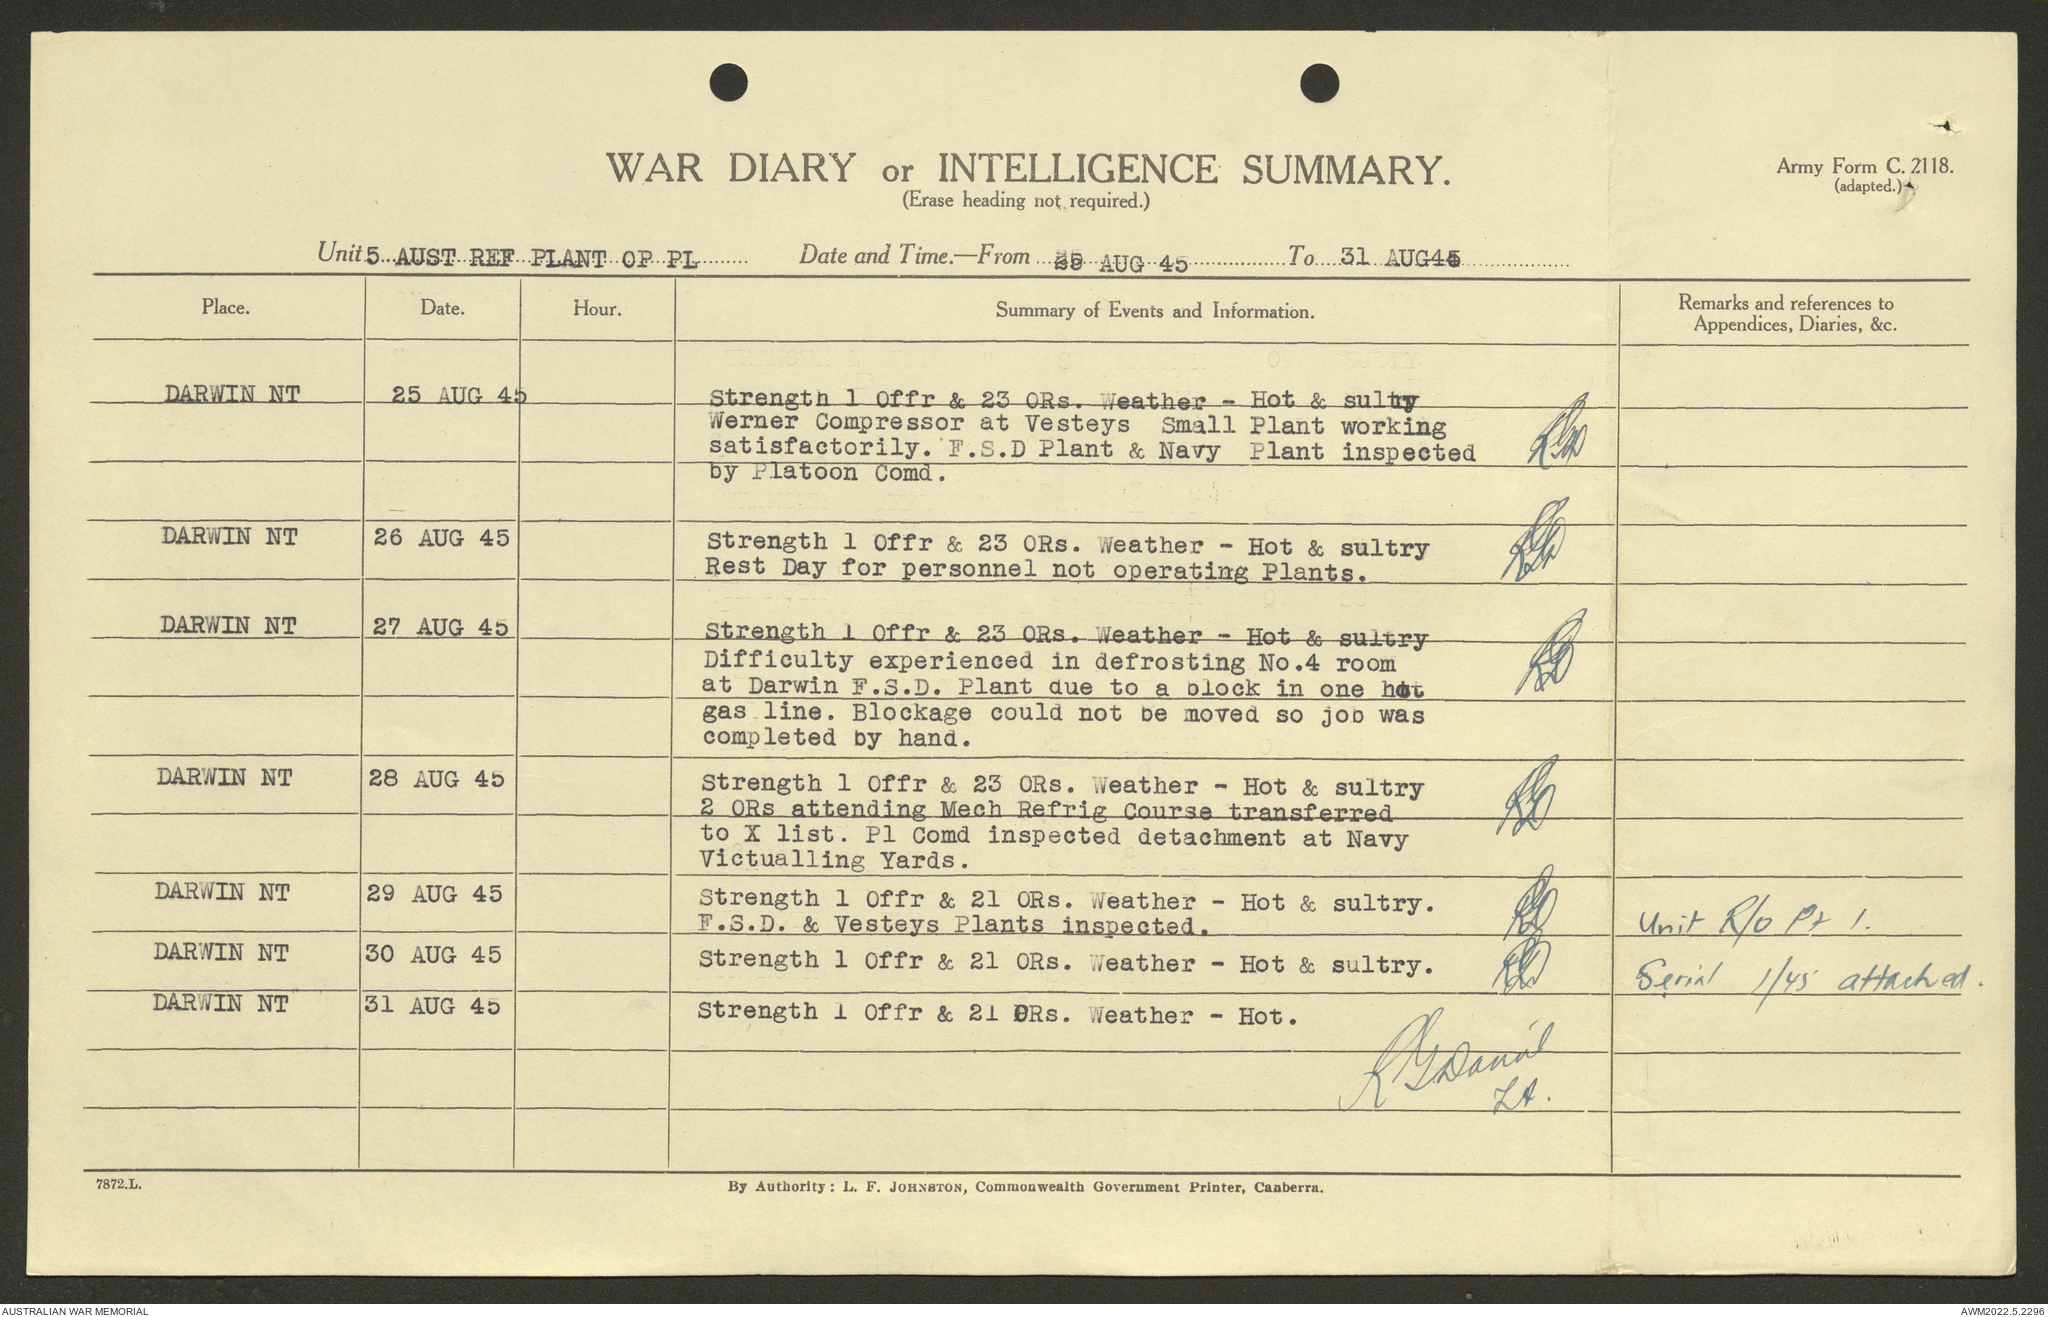 WAR DIARY or INTELLIGENCE SUMMARY.
(Erase heading not required.)
Army Form C. 2118.
(adapted.)
Unit 5 AUST REF PLANT OP PL Date and Time.—From 25 AUG 45 To 31 AUG45
Place. Date. Hour. Summary of Events and Information. Remarks and references to
Appendices, Diaries, &c.
DARWIN NT 25 AUG 45 Strength 1 Offr & 23 ORs. Weather - Hot & sultry
Werner Compressor at Vesteys Small Plant working
satisfactorily. F.S.D Plant & Navy Plant inspected
by Platoon Comd.
DARWIN NT 26 AUG 45 Strength 1 Offr & 23 ORs. Weather - Hot & sultry
Rest Day for personnel not operating Plants.
DARWIN NT 27 AUG 45 Strength 1 Offr & 23 ORs. Weather - Hot & sultry
Difficulty experienced in defrosting No.4 room
at Darwin F.S.D. Plant due to a block in one hot
gas line. Blockage could not be moved so job was
completed by hand.
DARWIN NT 28 AUG 45 Strength 1 Offr & 23 ORs. Weather - Hot & sultry
2 ORs attending Mech Refrig Course transferred
to X list. Pl Comd inspected detachment at Navy
Victualling Yards.
DARWIN NT 29 AUG 45 Strength 1 Offr & 21 ORs. Weather - Hot & sultry.
F.S.D. & Vesteys Plants inspected. Unit R/O Pt 1.
DARWIN NT 30 AUG 45 Strength 1 Offr & 21 ORs. Weather - Hot & sultry. Serial 1/45 attached.
DARWIN NT 31 AUG 45 Strength 1 Offr & 21 ORs. Weather - Hot.
Lt.
7872.L.
By Authority: L. F. JOHNSTON, Commonwealth Government Printer, Canberra.
AUSTRALIAN WAR MEMORIAL
AWM2022.5.2296